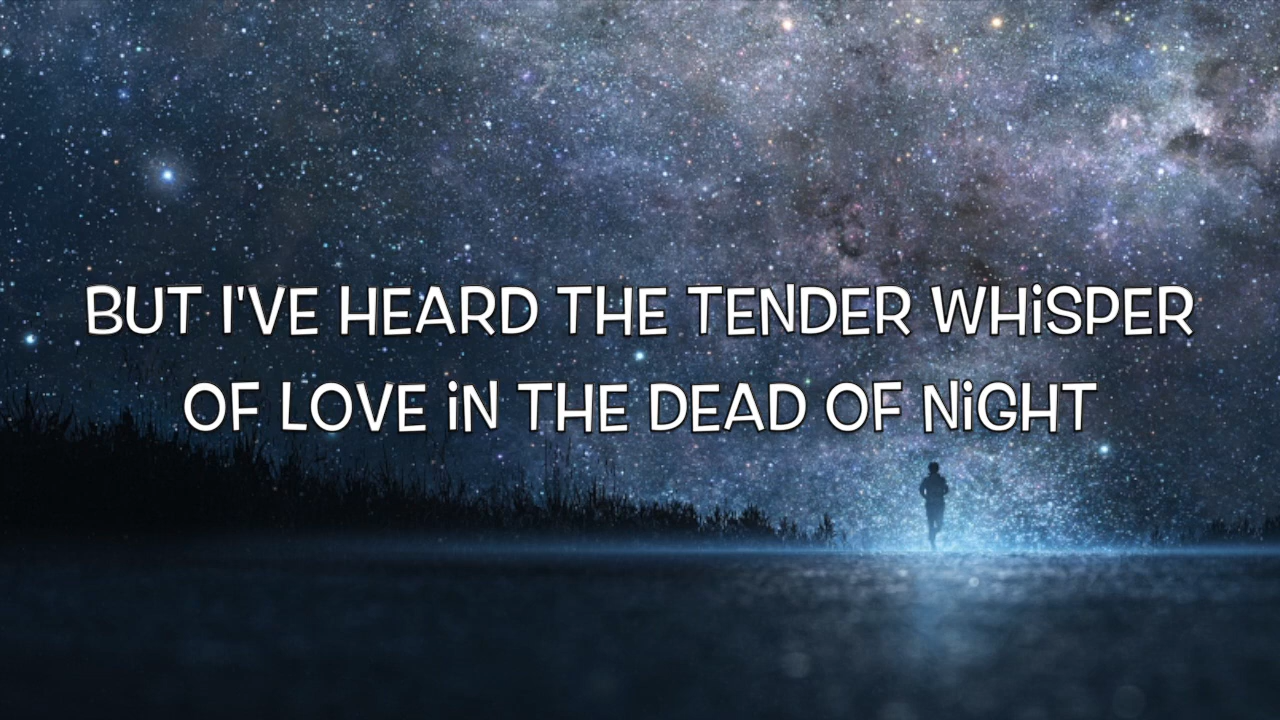 BUT I'VE HEARD THE TENDER WHiSPER
OF LOVE iN THE DEAD OF NiGHT